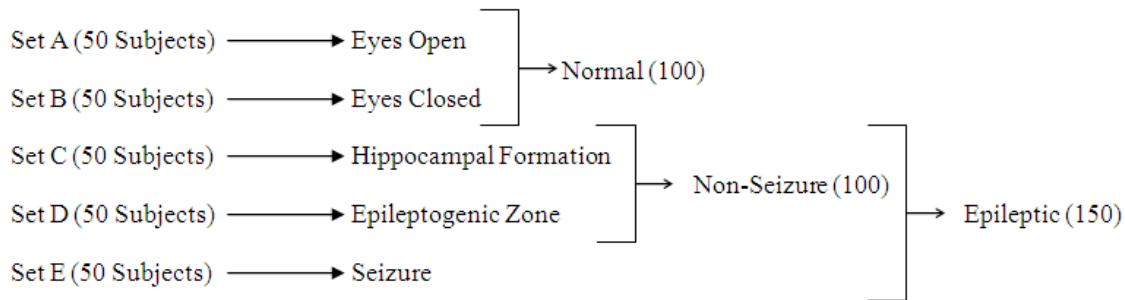 Set A (50 Subjects) Eyes Open
Normal (100)
Set B (50 Subjects) Eyes Closed
Set C (50 Subjects) Hippocampal Formation
Non-Seizure (100)
Set D (50 Subjects) Epileptogenic Zone
Epileptic (150)
Set E (50 Subjects) Seizure